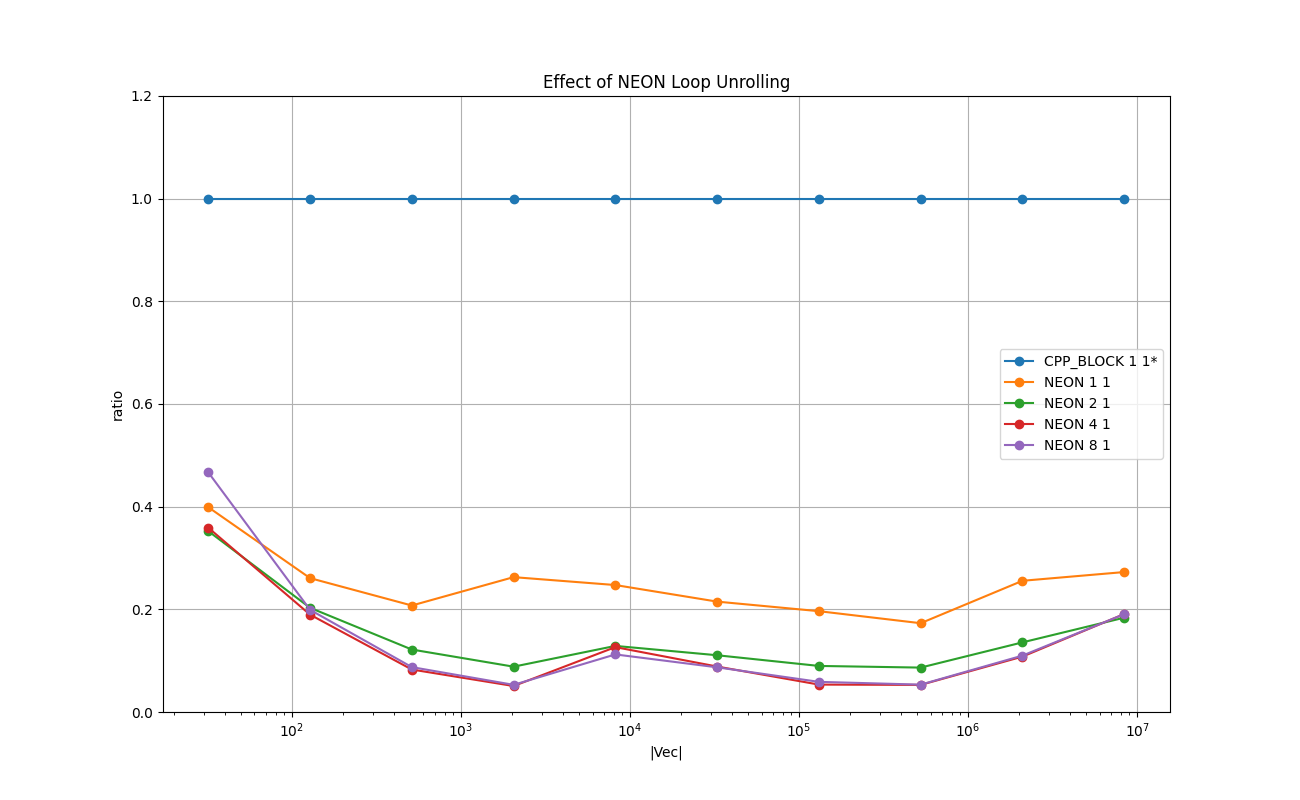 Effect of NEON Loop Unrolling
1.2
1.0
0.8
0.6
0.4
0.2
0.0
ratio
CPP_BLOCK 1 1*
NEON 1 1
NEON 2 1
NEON 4 1
NEON 8 1
10² 10³ 10⁴ 10⁵ 10⁶ 10⁷
|Vec|